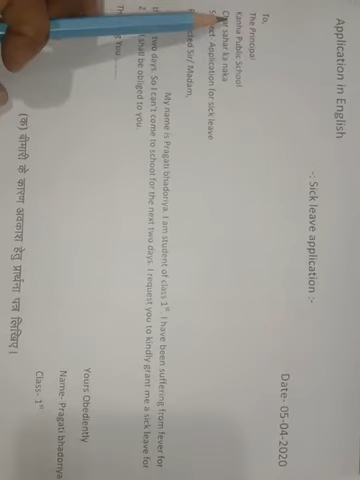 Application in English
-: Sick leave application :-
Date- 05-04-2020
To,
The Principal
Kanha Public School
sahar ka naka
Application for sick leave
Sir/ Madam,
My name is Pragati bhadoriya. I am student of class 1st. I have been suffering from fever for
two days. So I can't come to school for the next two days. I request you to kindly grant me a sick leave for
2 shall be obliged to you.
You......
Yours Obediently
Name:- Pragati bhadoriya
Class:- 1st
(क) बीमारी के कारण अवकाश हेतु प्रार्थना पत्र लिखिए।